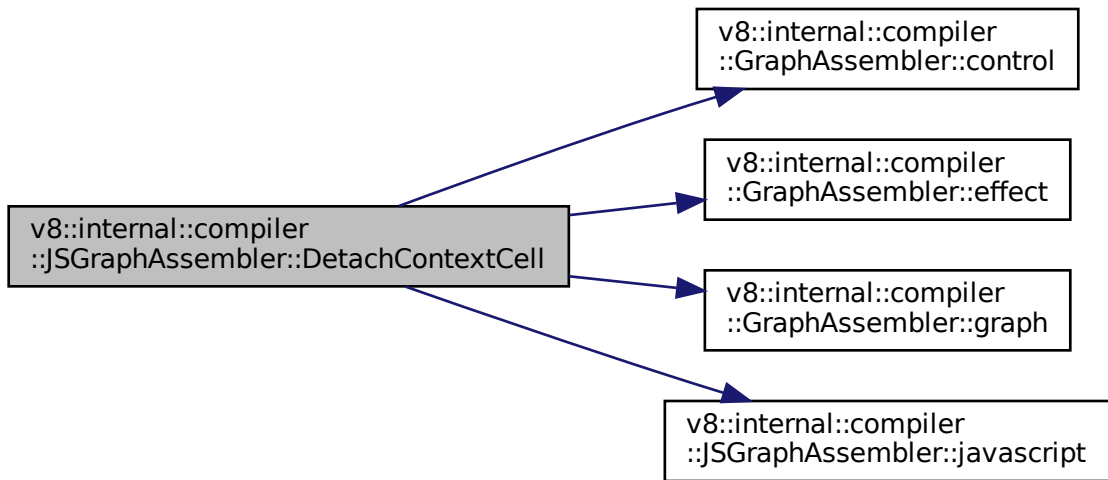 v8::internal::compiler
::GraphAssembler::control
v8::internal::compiler
::GraphAssembler::effect
v8::internal::compiler
::JSGraphAssembler::DetachContextCell
v8::internal::compiler
::GraphAssembler::graph
v8::internal::compiler
::JSGraphAssembler::javascript